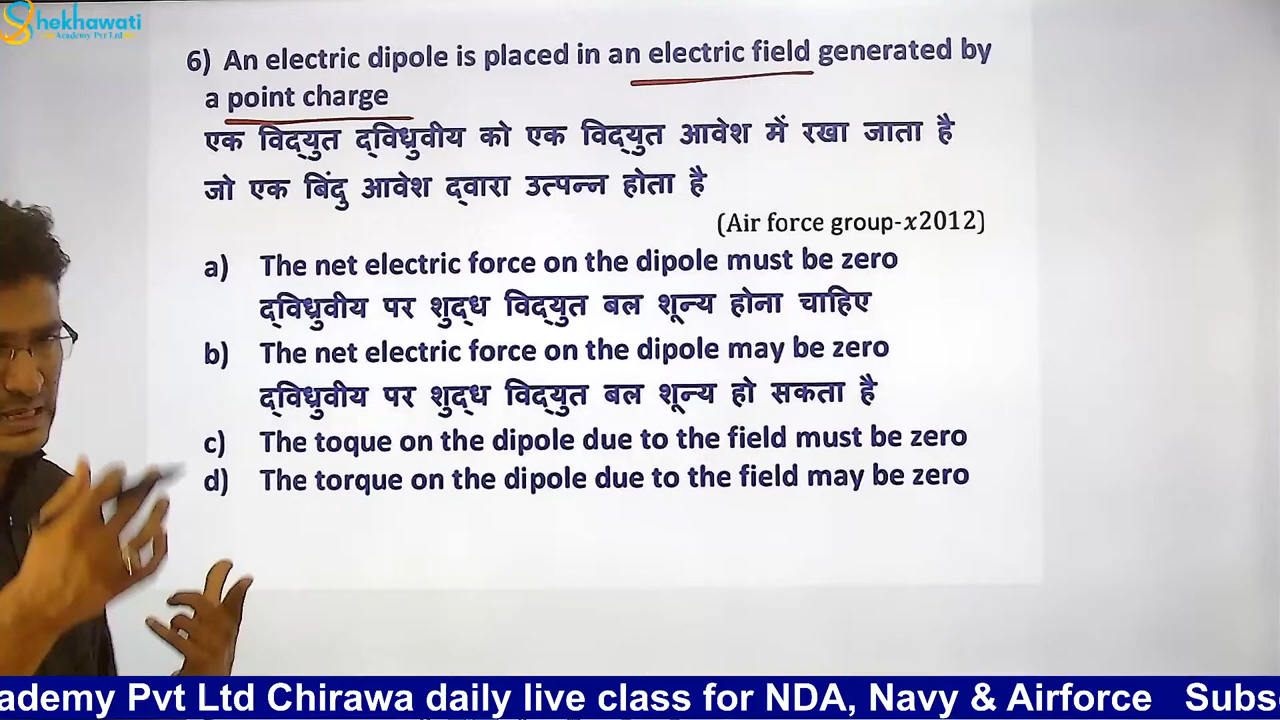 Shekhawati
Academy Pvt Ltd
6) An electric dipole is placed in an electric field generated by
a point charge
एक विद्युत द्विध्रुवीय को एक विद्युत आवेश में रखा जाता है
जो एक बिंदु आवेश द्वारा उत्पन्न होता है
(Air force group-x2012)
a) The net electric force on the dipole must be zero
द्विध्रुवीय पर शुद्ध विद्युत बल शून्य होना चाहिए
b) The net electric force on the dipole may be zero
द्विध्रुवीय पर शुद्ध विद्युत बल शून्य हो सकता है
c) The toque on the dipole due to the field must be zero
d) The torque on the dipole due to the field may be zero
ademy Pvt Ltd Chirawa daily live class for NDA, Navy & Airforce Subs